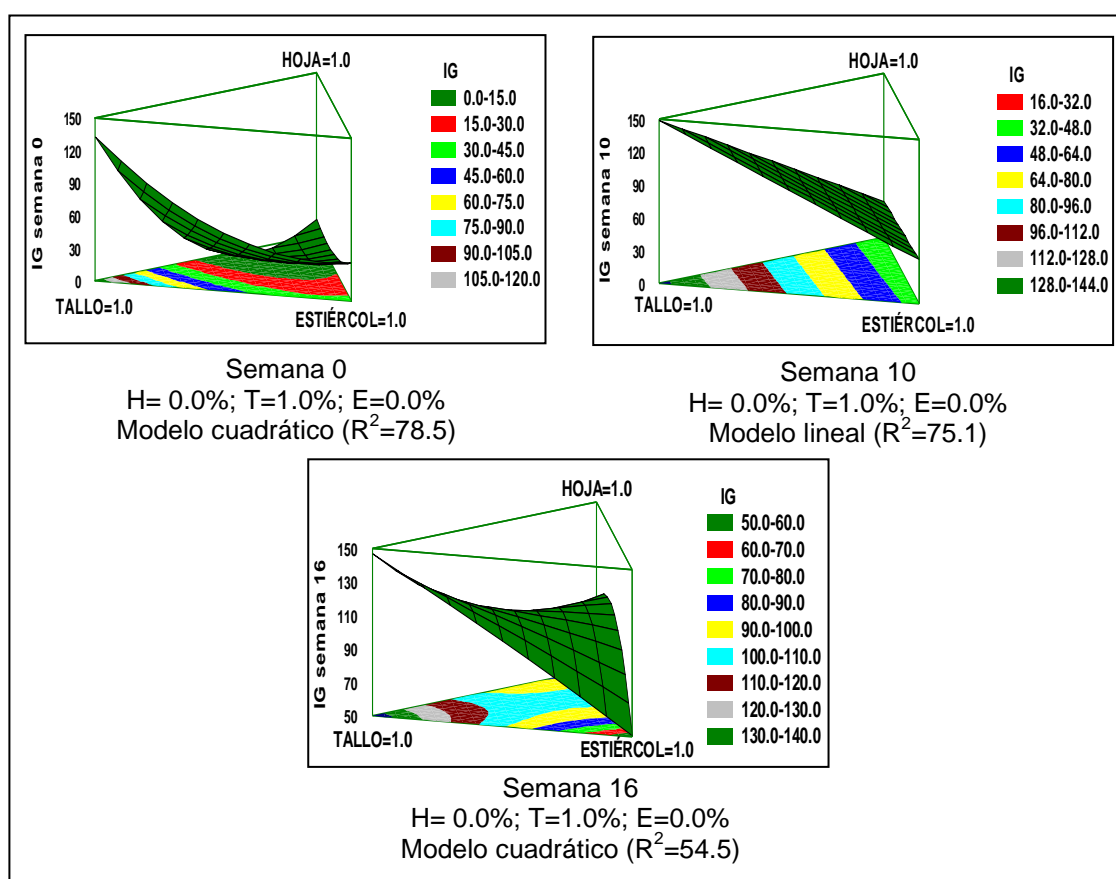 HOJA=1.0
IG
0.0-15.0
15.0-30.0
30.0-45.0
45.0-60.0
60.0-75.0
75.0-90.0
90.0-105.0
105.0-120.0
150
120
90
60
30
0
IG semana 0
TALLO=1.0
ESTIÉRCOL=1.0
Semana 0
H= 0.0%; T=1.0%; E=0.0%
Modelo cuadrático (R²=78.5)
HOJA=1.0
IG
16.0-32.0
32.0-48.0
48.0-64.0
64.0-80.0
80.0-96.0
96.0-112.0
112.0-128.0
128.0-144.0
150
120
90
60
30
0
IG semana 10
TALLO=1.0
ESTIÉRCOL=1.0
Semana 10
H= 0.0%; T=1.0%; E=0.0%
Modelo lineal (R²=75.1)
HOJA=1.0
IG
50.0-60.0
60.0-70.0
70.0-80.0
80.0-90.0
90.0-100.0
100.0-110.0
110.0-120.0
120.0-130.0
130.0-140.0
150
130
110
90
70
50
IG semana 16
TALLO=1.0
ESTIÉRCOL=1.0
Semana 16
H= 0.0%; T=1.0%; E=0.0%
Modelo cuadrático (R²=54.5)